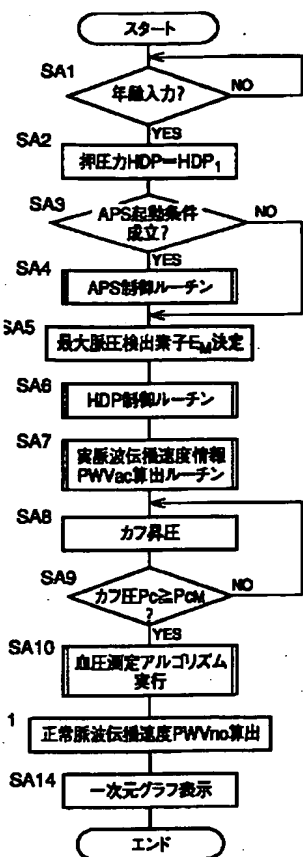 スタート
SA1
年齢入力?
NO
YES
SA2
押圧力HDP=HDP₁
SA3
APS起動条件
成立?
NO
YES
SA4
APS制御ルーチン
SA5
最大脈圧検出素子EM決定
SA6
HDP制御ルーチン
SA7
実脈波伝播速度情報
PWVac算出ルーチン
SA8
カフ昇圧
SA9
カフ圧Pc≧PcM
?
NO
YES
SA10
血圧測定アルゴリズム
実行
1
正常脈波伝播速度PWVno算出
SA14
一次元グラフ表示
エンド